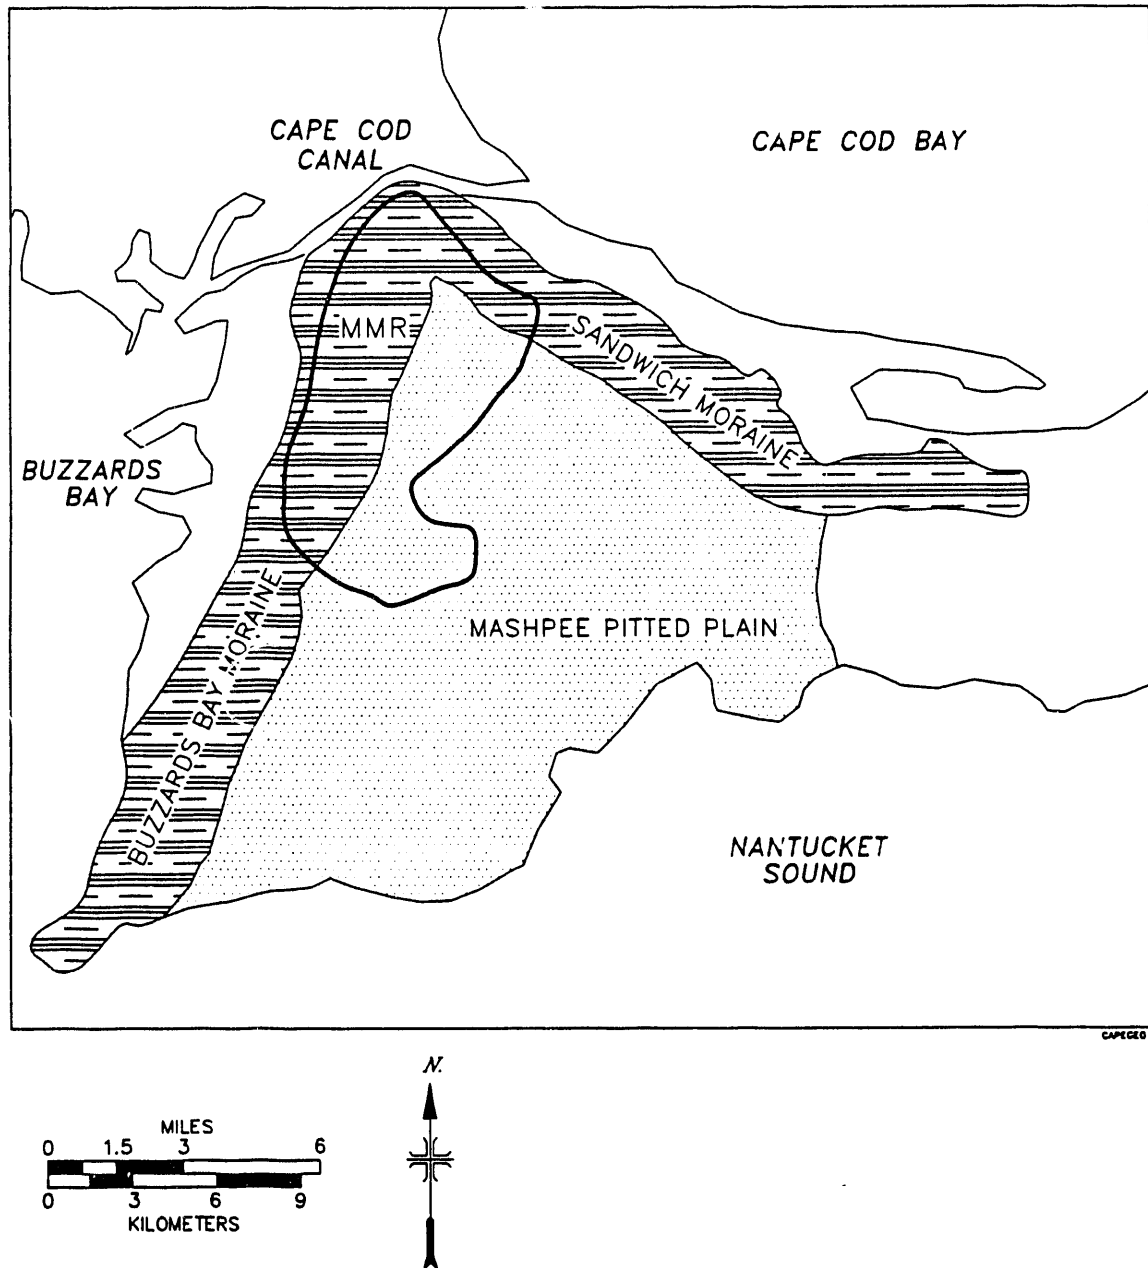 CAPE COD
CANAL
CAPE COD BAY
MMR
SANDWICH MORAINE
BUZZARDS
BAY
MASHPEE PITTED PLAIN
BUZZARDS BAY MORAINE
NANTUCKET
SOUND
CAPEGEO
N.
MILES
0 1.5 3 6
0 3 6 9
KILOMETERS